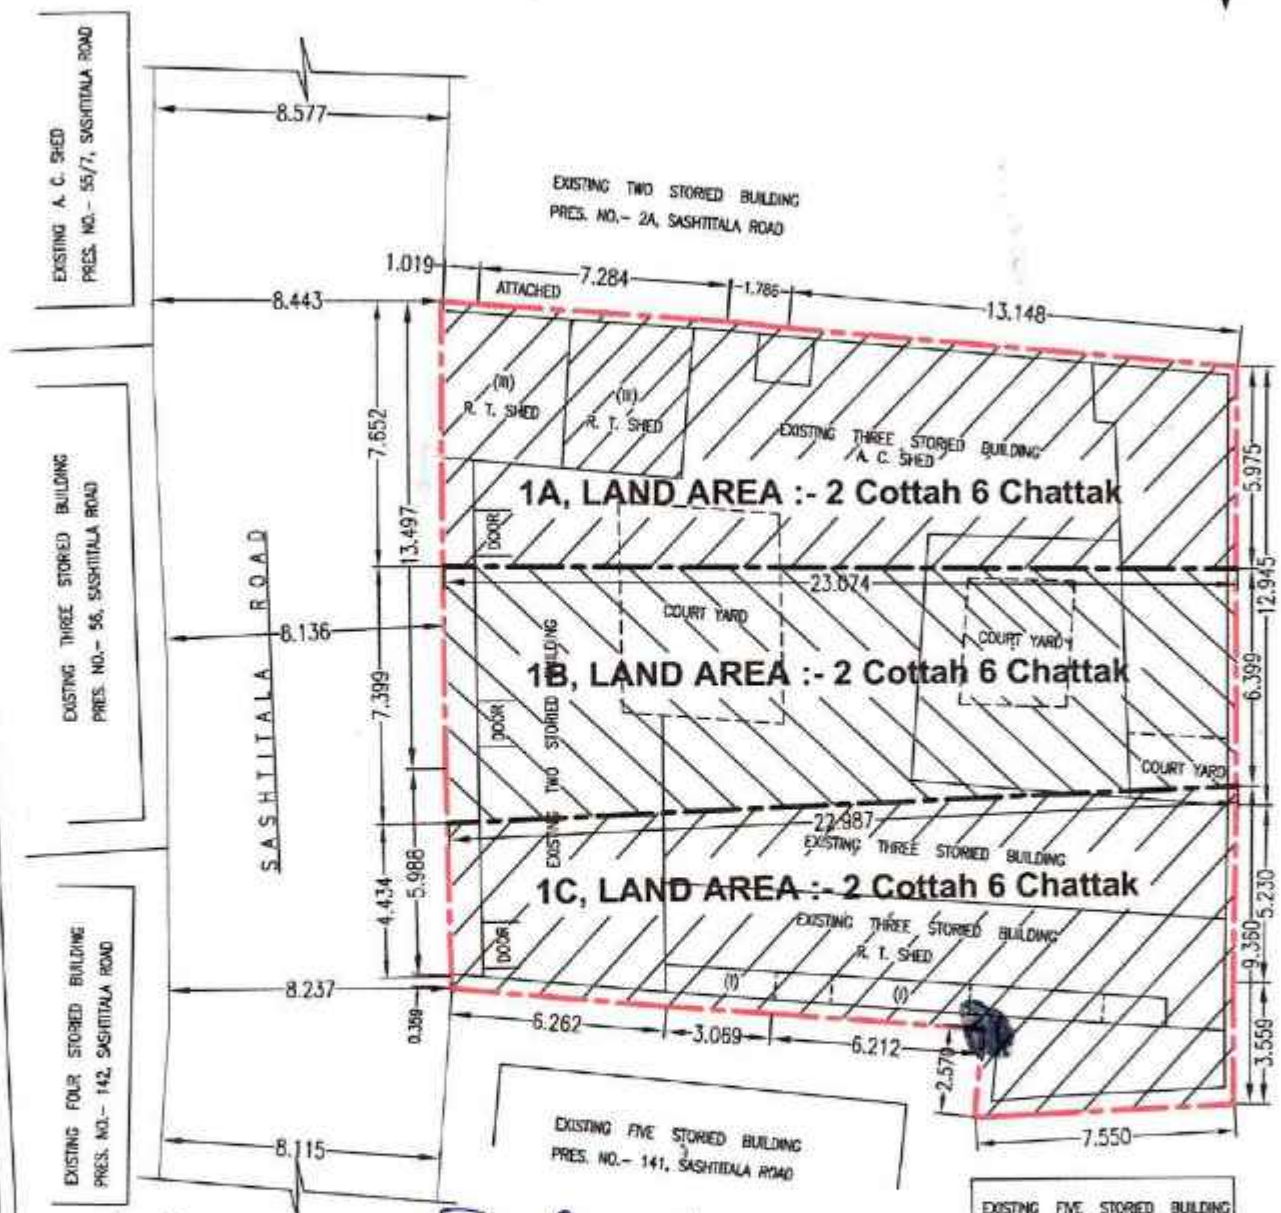 EXISTING A. C. SHED
PRES. NO.- 55/7, SASHTITALA ROAD
8.577
EXISTING TWO STORIED BUILDING
PRES. NO.- 2A, SASHTITALA ROAD
1.019
7.284
1.786
13.148
ATTACHED
8.443
7.652
13.497
(III)
R. T. SHED
(II)
R. T. SHED
EXISTING THREE STORIED BUILDING
A. C. SHED
5.975
1A, LAND AREA :- 2 Cottah 6 Chattak
DOOR
23.074
12.945
EXISTING THREE STORIED BUILDING
PRES. NO.- 56, SASHTITALA ROAD
SASHTITALA ROAD
8.136
7.399
COURT YARD
COURT YARD
6.399
1B, LAND AREA :- 2 Cottah 6 Chattak
DOOR
EXISTING TWO STORIED BUILDING
COURT YARD
22.987
EXISTING THREE STORIED BUILDING
4.434
5.988
1C, LAND AREA :- 2 Cottah 6 Chattak
5.230
9.360
EXISTING THREE STORIED BUILDING
R. T. SHED
DOOR
(I)
(I)
EXISTING FOUR STORIED BUILDING
PRES. NO.- 142, SASHTITALA ROAD
8.237
0.359
6.262
3.069
6.212
2.570
3.559
7.550
EXISTING FIVE STORIED BUILDING
PRES. NO.- 141, SASHTITALA ROAD
8.115
EXISTING FIVE STORIED BUILDING